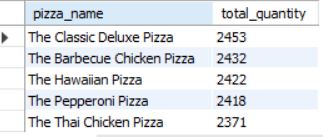 pizza_name total_quantity
The Classic Deluxe Pizza 2453
The Barbecue Chicken Pizza 2432
The Hawaiian Pizza 2422
The Pepperoni Pizza 2418
The Thai Chicken Pizza 2371